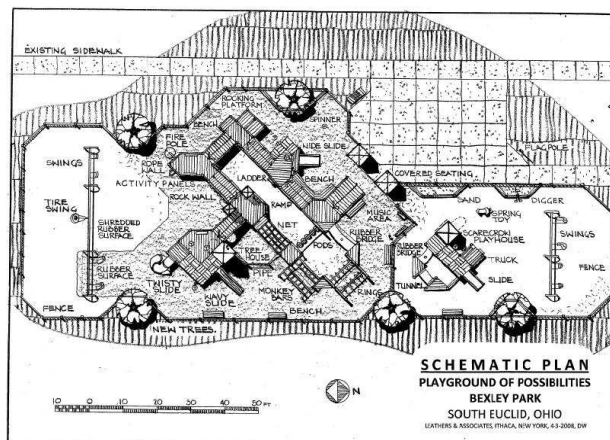 EXISTING SIDEWALK
ROCKING
PLATFORM
SPINNER
BENCH
FIRE
POLE
WIDE SLIDE
FLAGPOLE
SWINGS
ROPE
WALL
ACTIVITY PANELS
LADDER
BENCH
COVERED SEATING
TIRE
SWING
ROCK WALL
RAMP
MUSIC
AREA
SAND
DIGGER
SPRING
TOY
SHREDDED
RUBBER
SURFACE
NET
PODS
RUBBER
BRIDGE
SCARECROW
PLAYHOUSE
SWINGS
RUBBER
SURFACE
TREE
HOUSE
PIPE
RUBBER
BRIDGE
TRUCK
TWISTY
SLIDE
WAVY
SLIDE
MONKEY
BARS
RINGS
TUNNEL
SLIDE
FENCE
FENCE
NEW TREES
BENCH
10 0 10 20 30 40 50 FT
N
SCHEMATIC PLAN
PLAYGROUND OF POSSIBILITIES
BEXLEY PARK
SOUTH EUCLID, OHIO
LEATHERS & ASSOCIATES, ITHACA, NEW YORK, 4-3-2008, DW